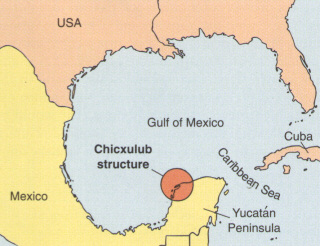 USA
Gulf of Mexico
Chicxulub
structure
Cuba
Caribbean Sea
Mexico
Yucatán
Peninsula